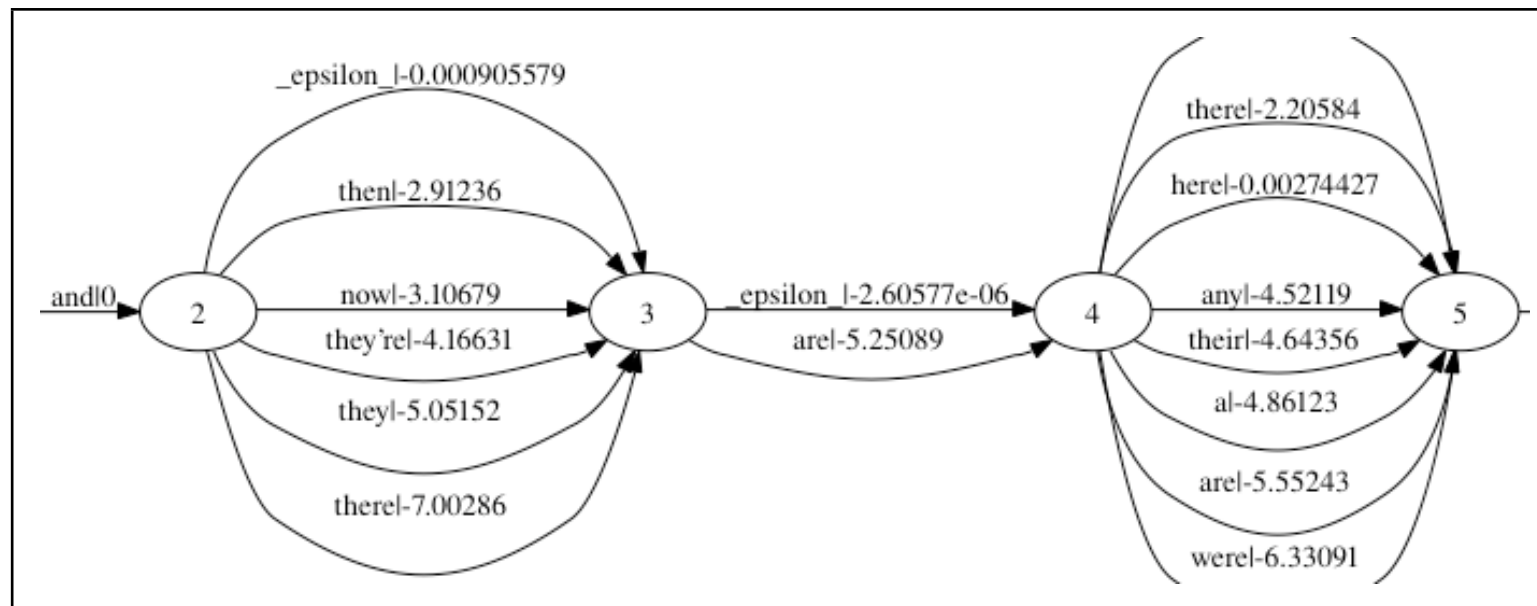 _epsilon_|-0.000905579
then|-2.91236
and|0
2
now|-3.10679
they're|-4.16631
they|-5.05152
there|-7.00286
3
_epsilon_|-2.60577e-06
are|-5.25089
4
there|-2.20584
here|-0.00274427
any|-4.52119
their|-4.64356
a|-4.86123
are|-5.55243
were|-6.33091
5